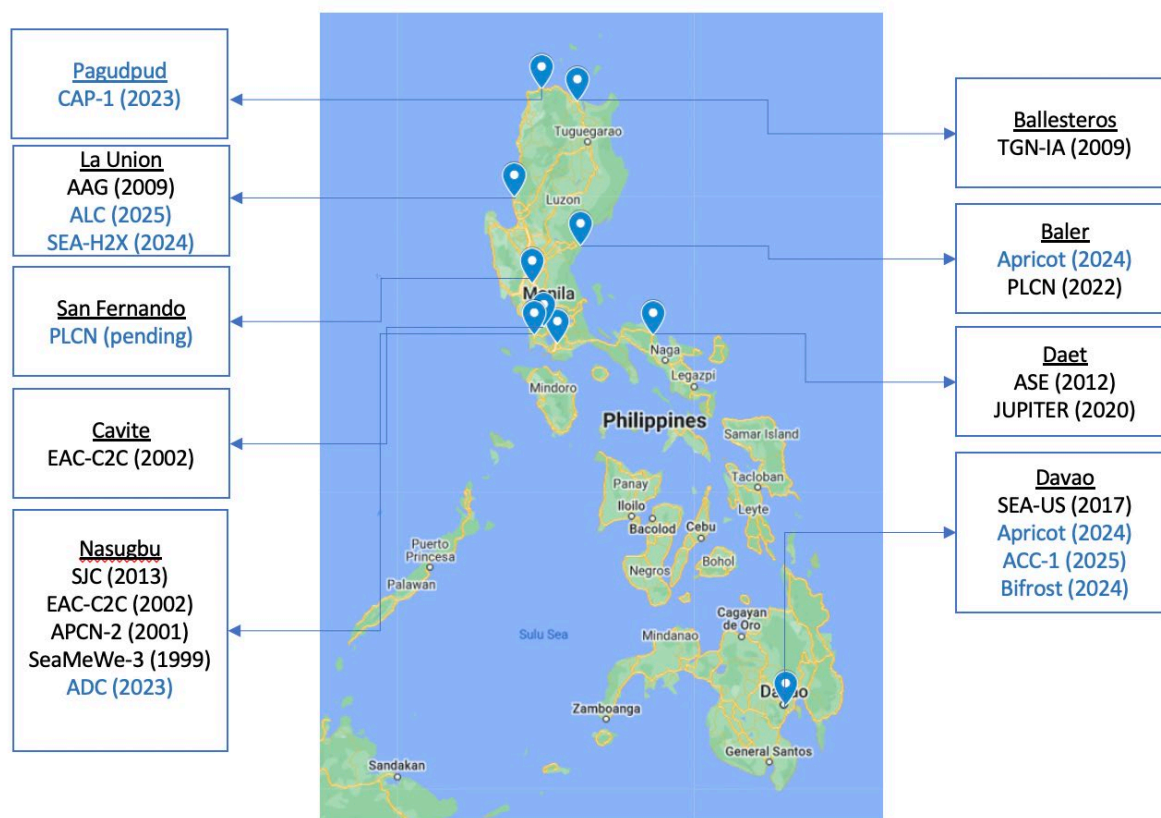 Pagudpud
CAP-1 (2023)
La Union
AAG (2009)
ALC (2025)
SEA-H2X (2024)
San Fernando
PLCN (pending)
Cavite
EAC-C2C (2002)
Nasugbu
SJC (2013)
EAC-C2C (2002)
APCN-2 (2001)
SeaMeWe-3 (1999)
ADC (2023)
Tuguegarao
Luzon
Manila
Naga
Legazpi
Mindoro
Philippines
Samar Island
Panay
Tacloban
Iloilo
Leyte
Bacolod
Cebu
Puerto
Princesa
Negros
Bohol
Palawan
Cagayan
de Oro
Sulu Sea
Mindanao
Davao
Zamboanga
General Santos
Sandakan
Ballesteros
TGN-IA (2009)
Baler
Apricot (2024)
PLCN (2022)
Daet
ASE (2012)
JUPITER (2020)
Davao
SEA-US (2017)
Apricot (2024)
ACC-1 (2025)
Bifrost (2024)